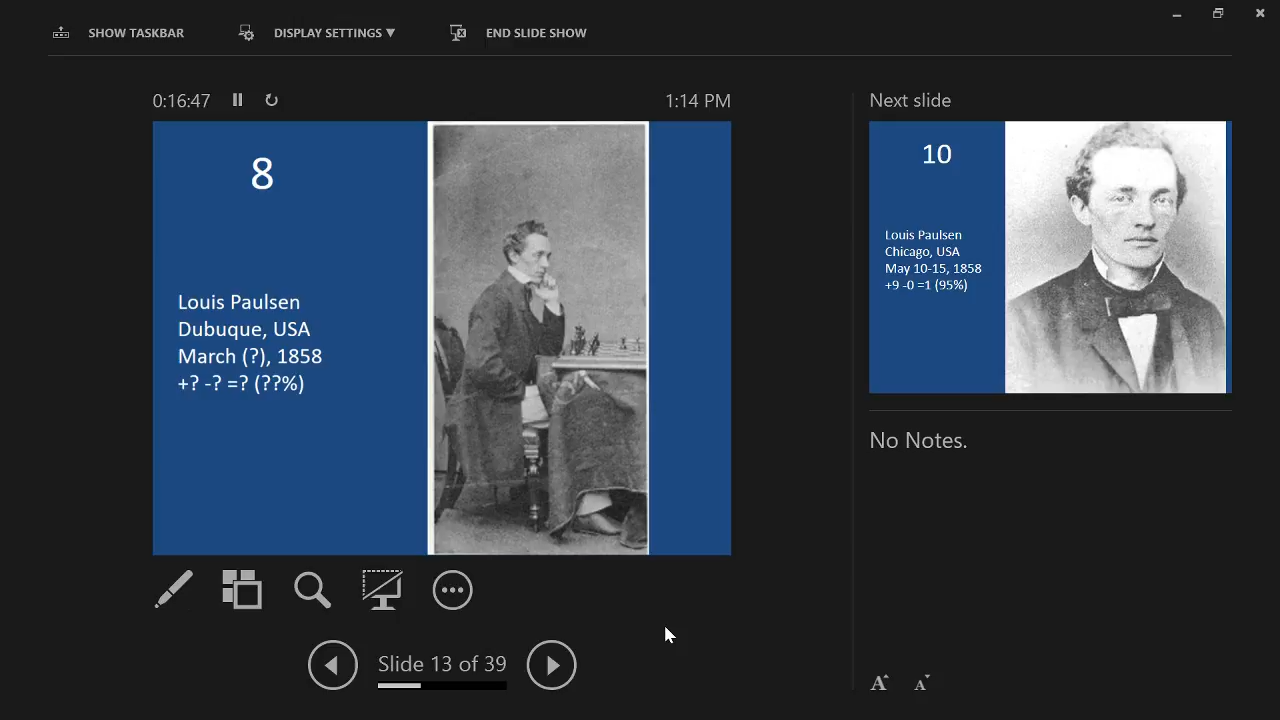 SHOW TASKBAR
DISPLAY SETTINGS ▼
END SLIDE SHOW
0:16:47
1:14 PM
8
Louis Paulsen
Dubuque, USA
March (?), 1858
+? -? =? (??%)
Slide 13 of 39
Next slide
10
Louis Paulsen
Chicago, USA
May 10-15, 1858
+9 -0 =1 (95%)
No Notes.
A A